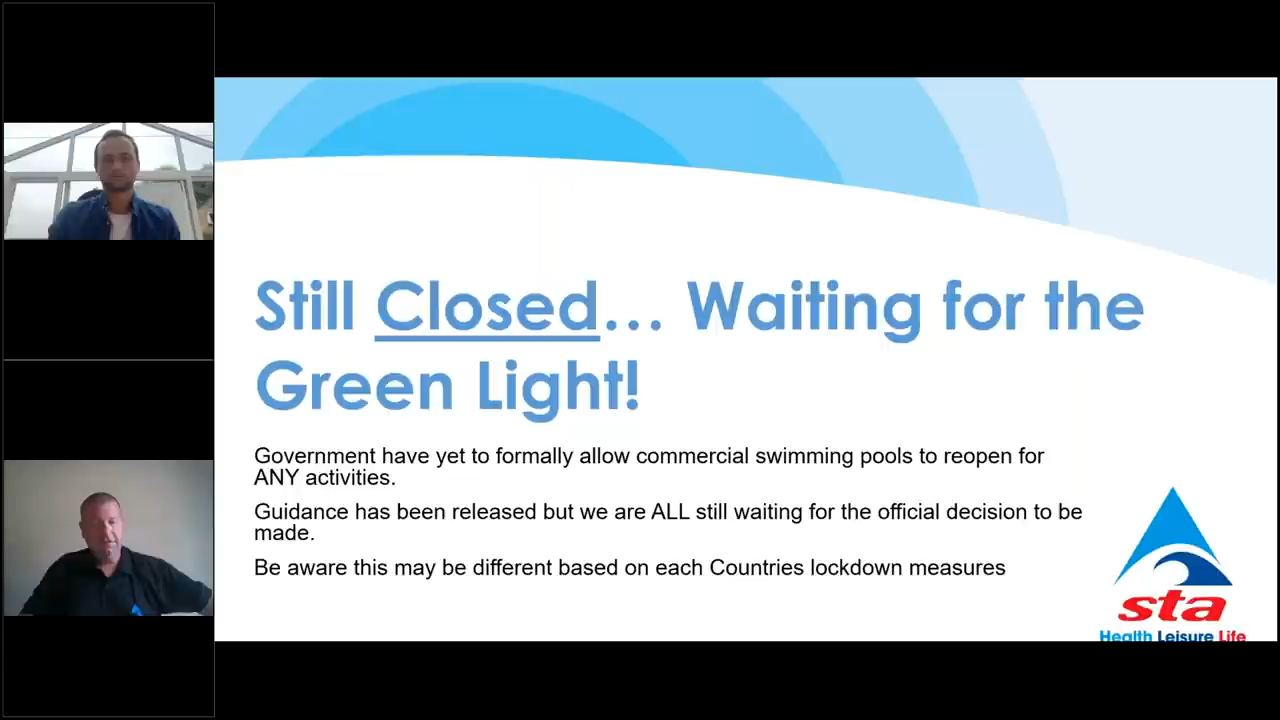 Still Closed... Waiting for the
Green Light!
Government have yet to formally allow commercial swimming pools to reopen for
ANY activities.
Guidance has been released but we are ALL still waiting for the official decision to be
made.
Be aware this may be different based on each Countries lockdown measures
sta
Health Leisure Life